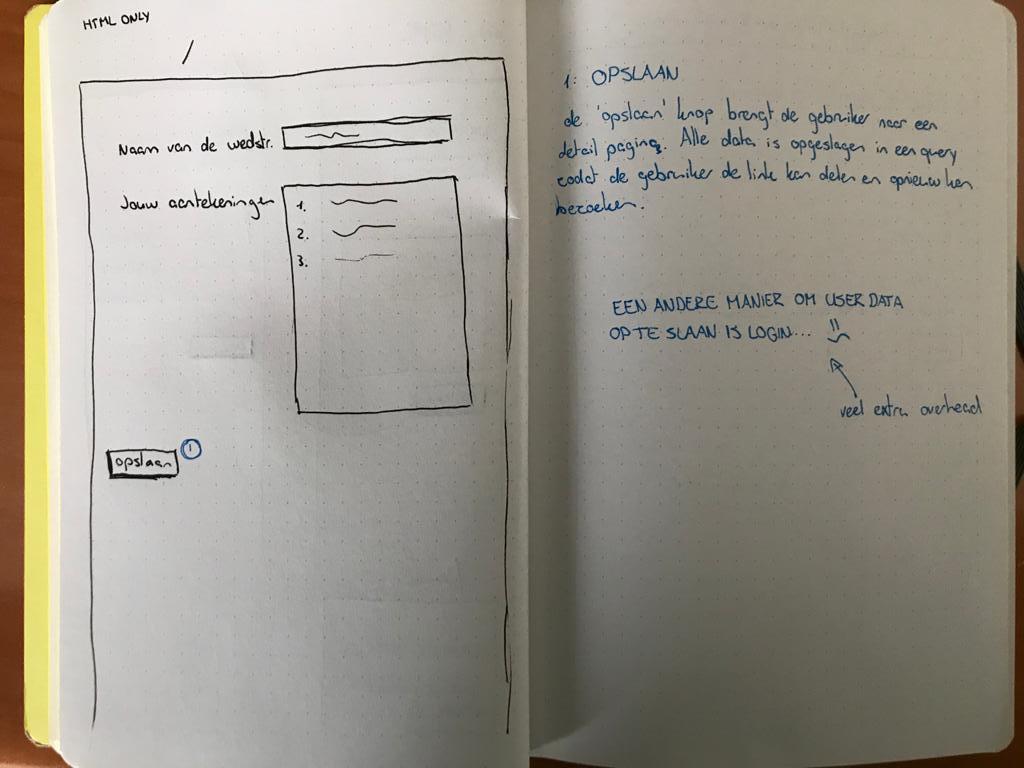 HTML ONLY
/
Naam van de wedstr.
Jouw aantekeningen
1.
2.
3.
opslaan
1
1: OPSLAAN
de 'opslaan' knop brengt de gebruiker naar een
detail pagina. Alle data is opgeslagen in een query
zodat de gebruiker de link kan delen en opnieuw kan
bezoeken.
EEN ANDERE MANIER OM USER DATA
OP TE SLAAN IS LOGIN...
veel extra overhead